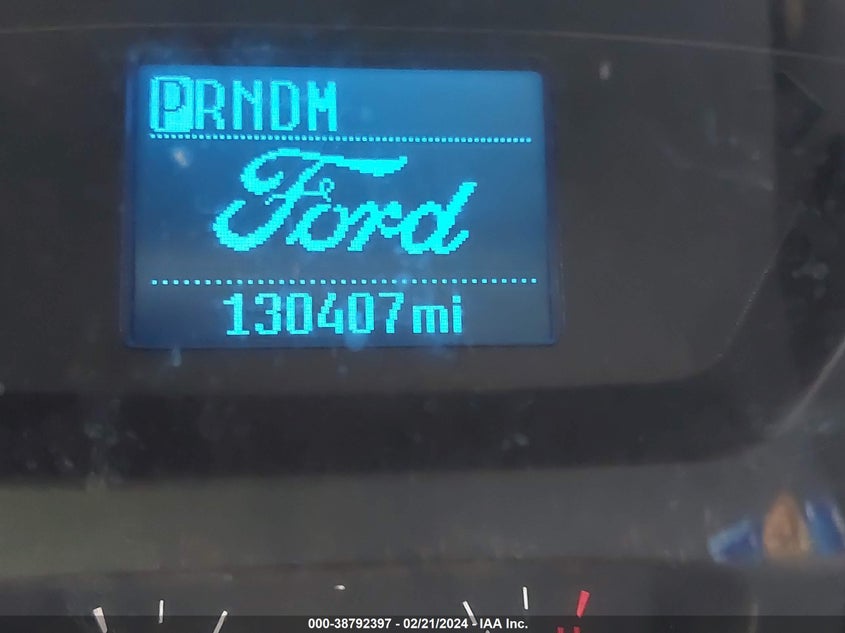 PRNDM
Ford
130407mi
000-38792397 - 02/21/2024 - IAA Inc.